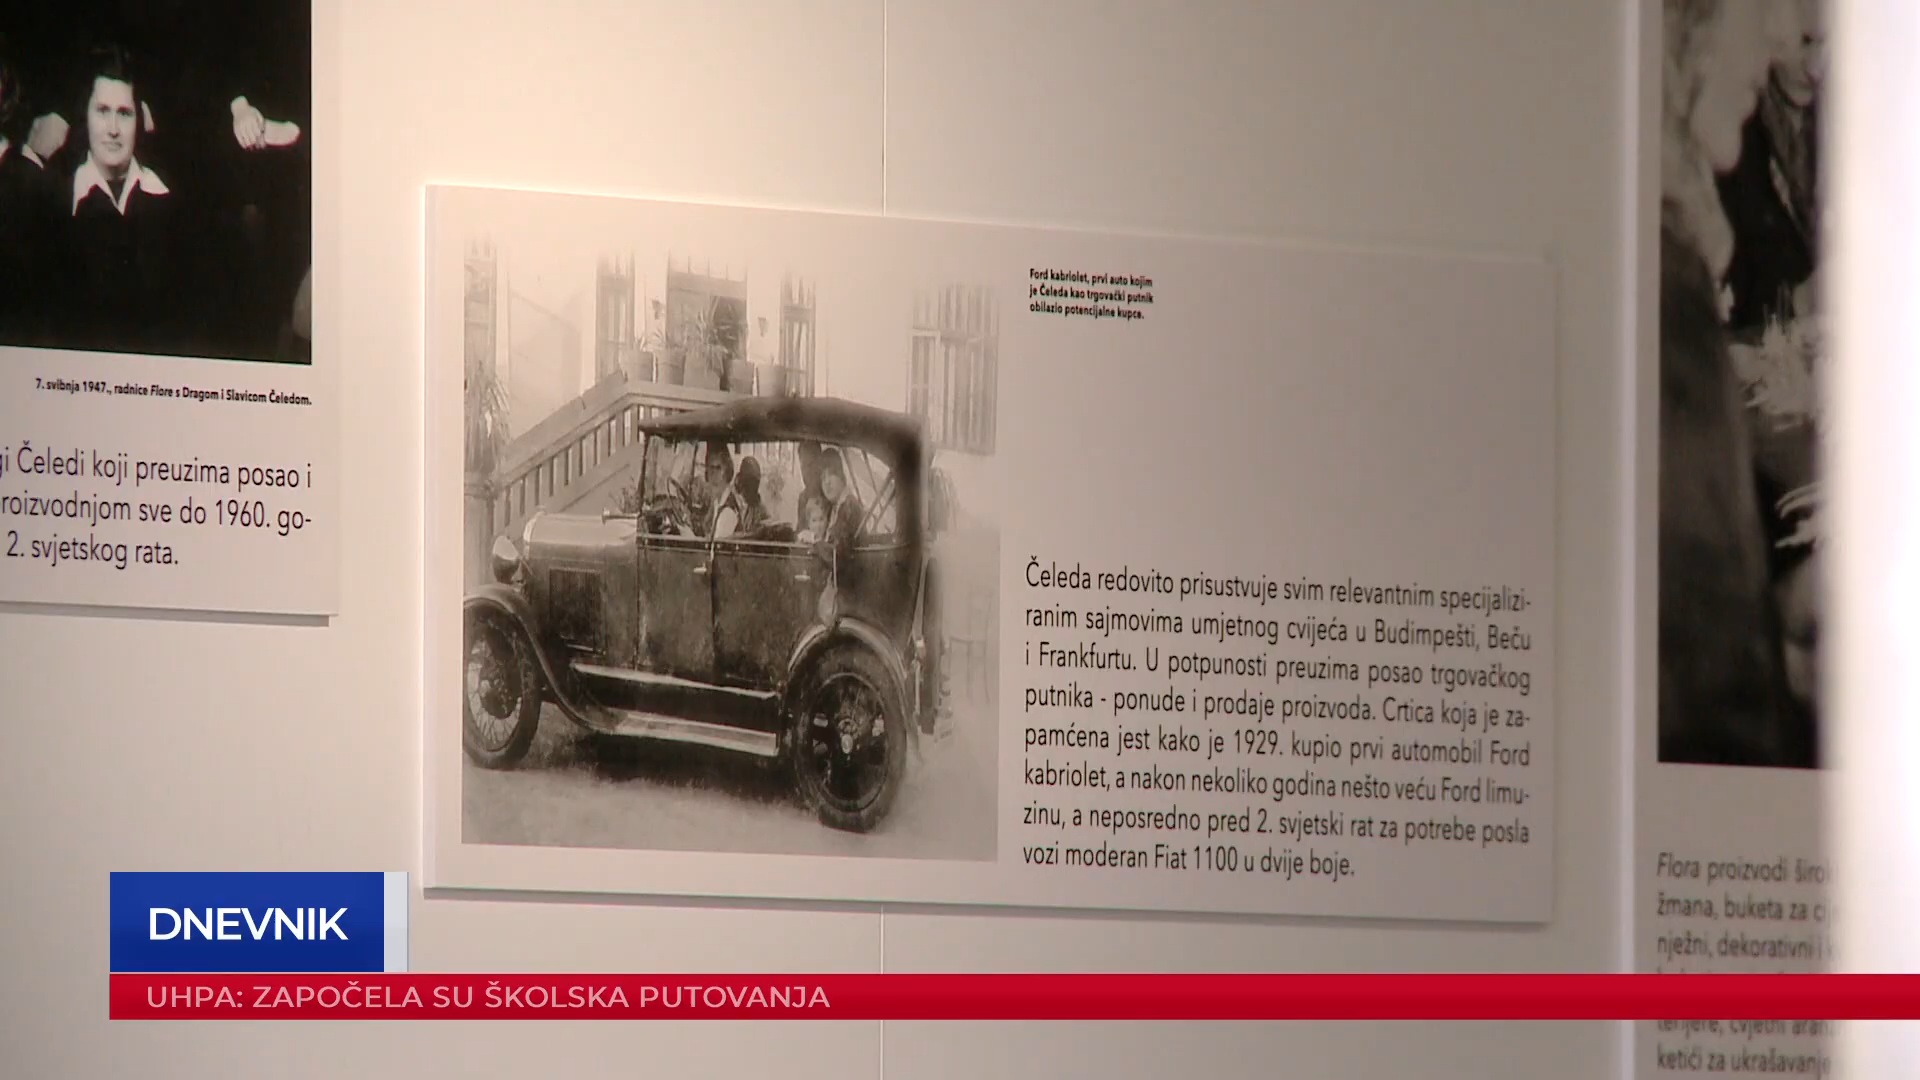 7. svibnja 1947., radnice Flore s Dragom i Slavicom Čeledom.
Čeledi koji preuzima posao i
roizvodnjom sve do 1960. go-
2. svjetskog rata.
Ford kabriolet, prvi auto kojim
je Čeleda kao trgovački putnik
obilazio potencijalne kupce.
Čeleda redovito prisustvuje svim relevantnim specijalizi-
ranim sajmovima umjetnog cvijeća u Budimpešti, Beču
i Frankfurtu. U potpunosti preuzima posao trgovačkog
putnika - ponude i prodaje proizvoda. Crtica koja je za-
pamćena jest kako je 1929. kupio prvi automobil Ford
kabriolet, a nakon nekoliko godina nešto veću Ford limu-
zinu, a neposredno pred 2. svjetski rat za potrebe posla
vozi moderan Fiat 1100 u dvije boje.
Flora proizvodi širok
žmana, buketa za
nježni, dekorativni i
ketići za ukrašavanje
DNEVNIK
UHPA: ZAPOČELA SU ŠKOLSKA PUTOVANJA